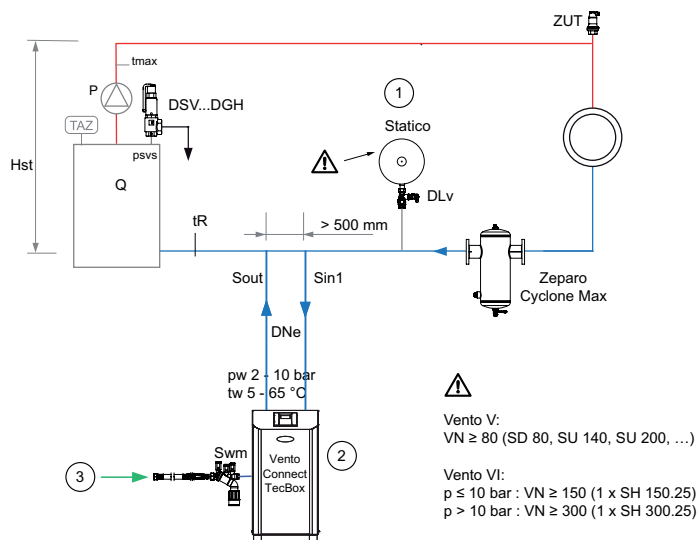 ZUT
tmax
P
DSV...DGH
1
TAZ
Statico
psvs
Hst
Q
DLv
tR
> 500 mm
Sout
Sin1
Zeparo
Cyclone Max
DNe
pw 2 - 10 bar
tw 5 - 65 °C
Vento V:
VN ≥ 80 (SD 80, SU 140, SU 200, …)
Swm
Vento
Connect
TecBox
2
3
Vento VI:
p ≤ 10 bar : VN ≥ 150 (1 x SH 150.25)
p > 10 bar : VN ≥ 300 (1 x SH 300.25)